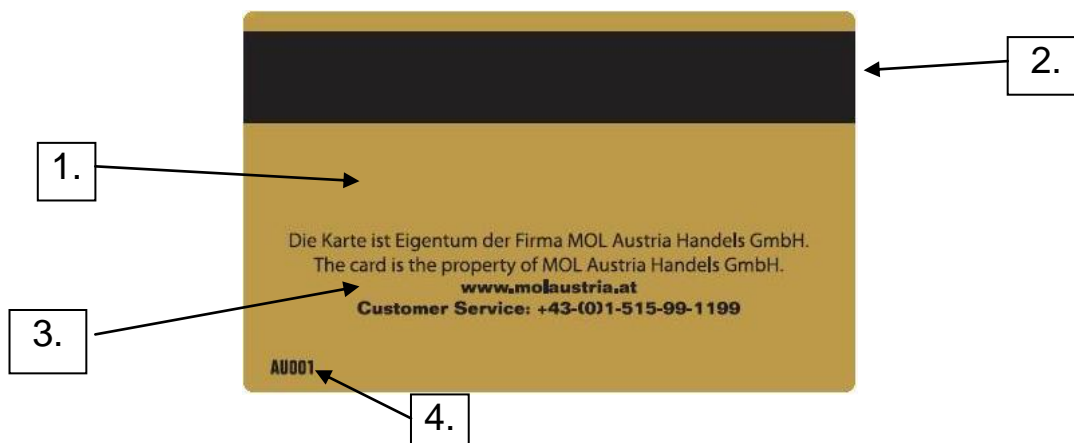 2.
1.
Die Karte ist Eigentum der Firma MOL Austria Handels GmbH.
The card is the property of MOL Austria Handels GmbH.
www.molaustria.at
Customer Service: +43-(0)1-515-99-1199
3.
AU001
4.